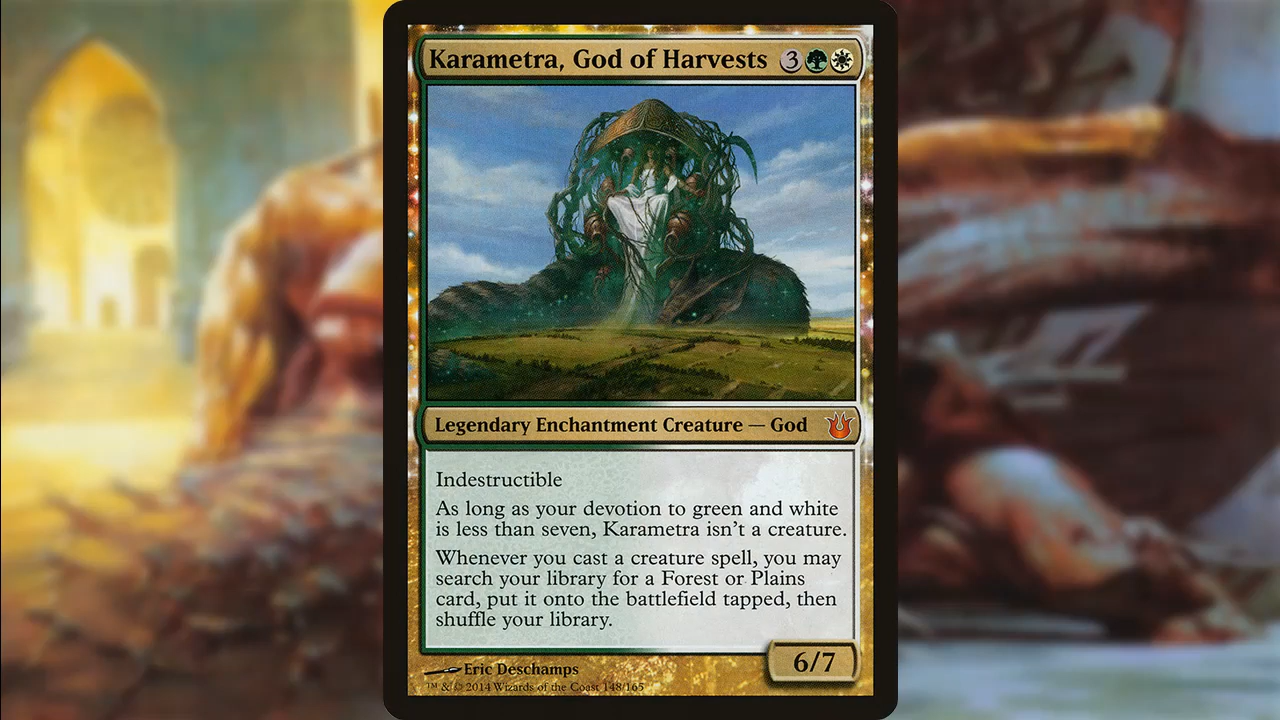 Karametra, God of Harvests 3
Legendary Enchantment Creature — God
Indestructible
As long as your devotion to green and white
is less than seven, Karametra isn't a creature.
Whenever you cast a creature spell, you may
search your library for a Forest or Plains
card, put it onto the battlefield tapped, then
shuffle your library.
6/7
Eric Deschamps
™ & © 2014 Wizards of the Coast 148/165